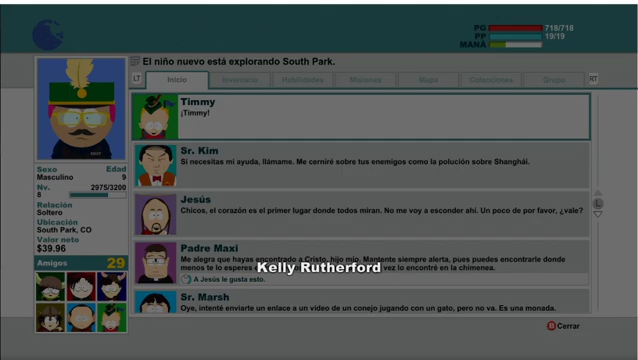 PG 718/718
PP 19/19
MANÁ
El niño nuevo está explorando South Park.
LT Inicio Inventario Habilidades Misiones Mapa Colecciones Grupo RT
Timmy
¡Timmy!
Sr. Kim
Si necesitas mi ayuda, llámame. Me cerniré sobre tus enemigos como la polución sobre Shanghái.
Jesús
Chicos, el corazón es el primer lugar donde todos miran. No me voy a esconder ahí. Un poco de por favor, ¿vale?
Padre Maxi
Me alegra que hayas encontrado a Cristo, hijo mío. Mantente siempre alerta, pues puedes encontrarle donde
menos te lo esperes vez lo encontré en la chimenea.
A Jesús le gusta esto.
Sr. Marsh
Oye, intenté enviarte un enlace a un vídeo de un conejo jugando con un gato, pero no va. Es una monada.
Sexo Edad
Masculino 9
Nv. 2975/3200
8
Relación
Soltero
Ubicación
South Park, CO
Valor neto
$39.96
Amigos 29
Kelly Rutherford
L
B Cerrar